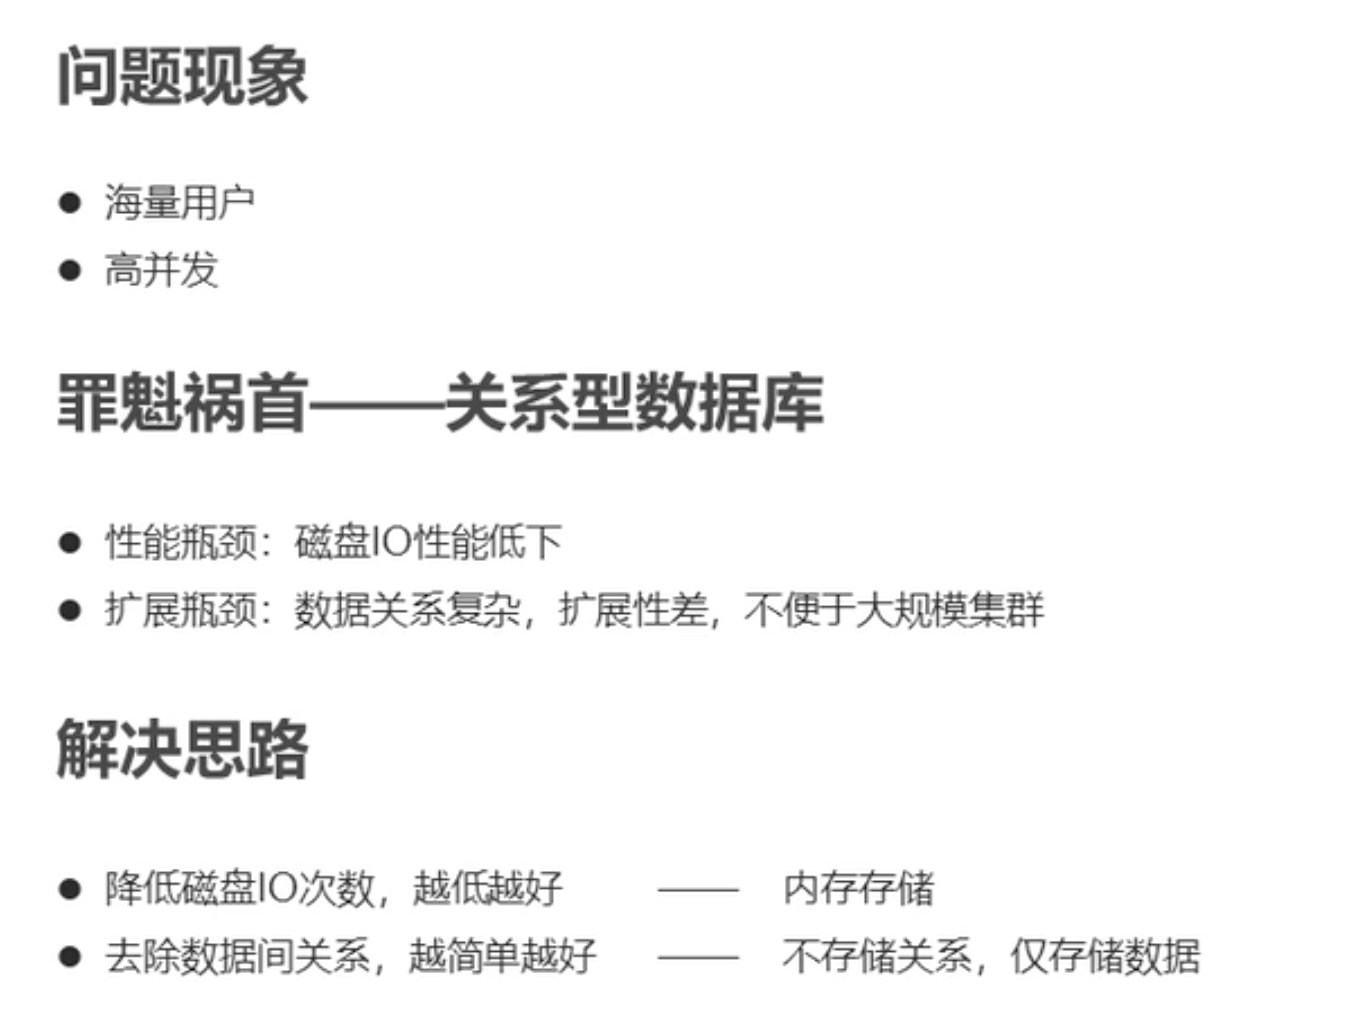 问题现象
● 海量用户
● 高并发
罪魁祸首——关系型数据库
● 性能瓶颈：磁盘IO性能低下
● 扩展瓶颈：数据关系复杂，扩展性差，不便于大规模集群
解决思路
● 降低磁盘IO次数，越低越好 —— 内存存储
● 去除数据间关系，越简单越好 —— 不存储关系，仅存储数据